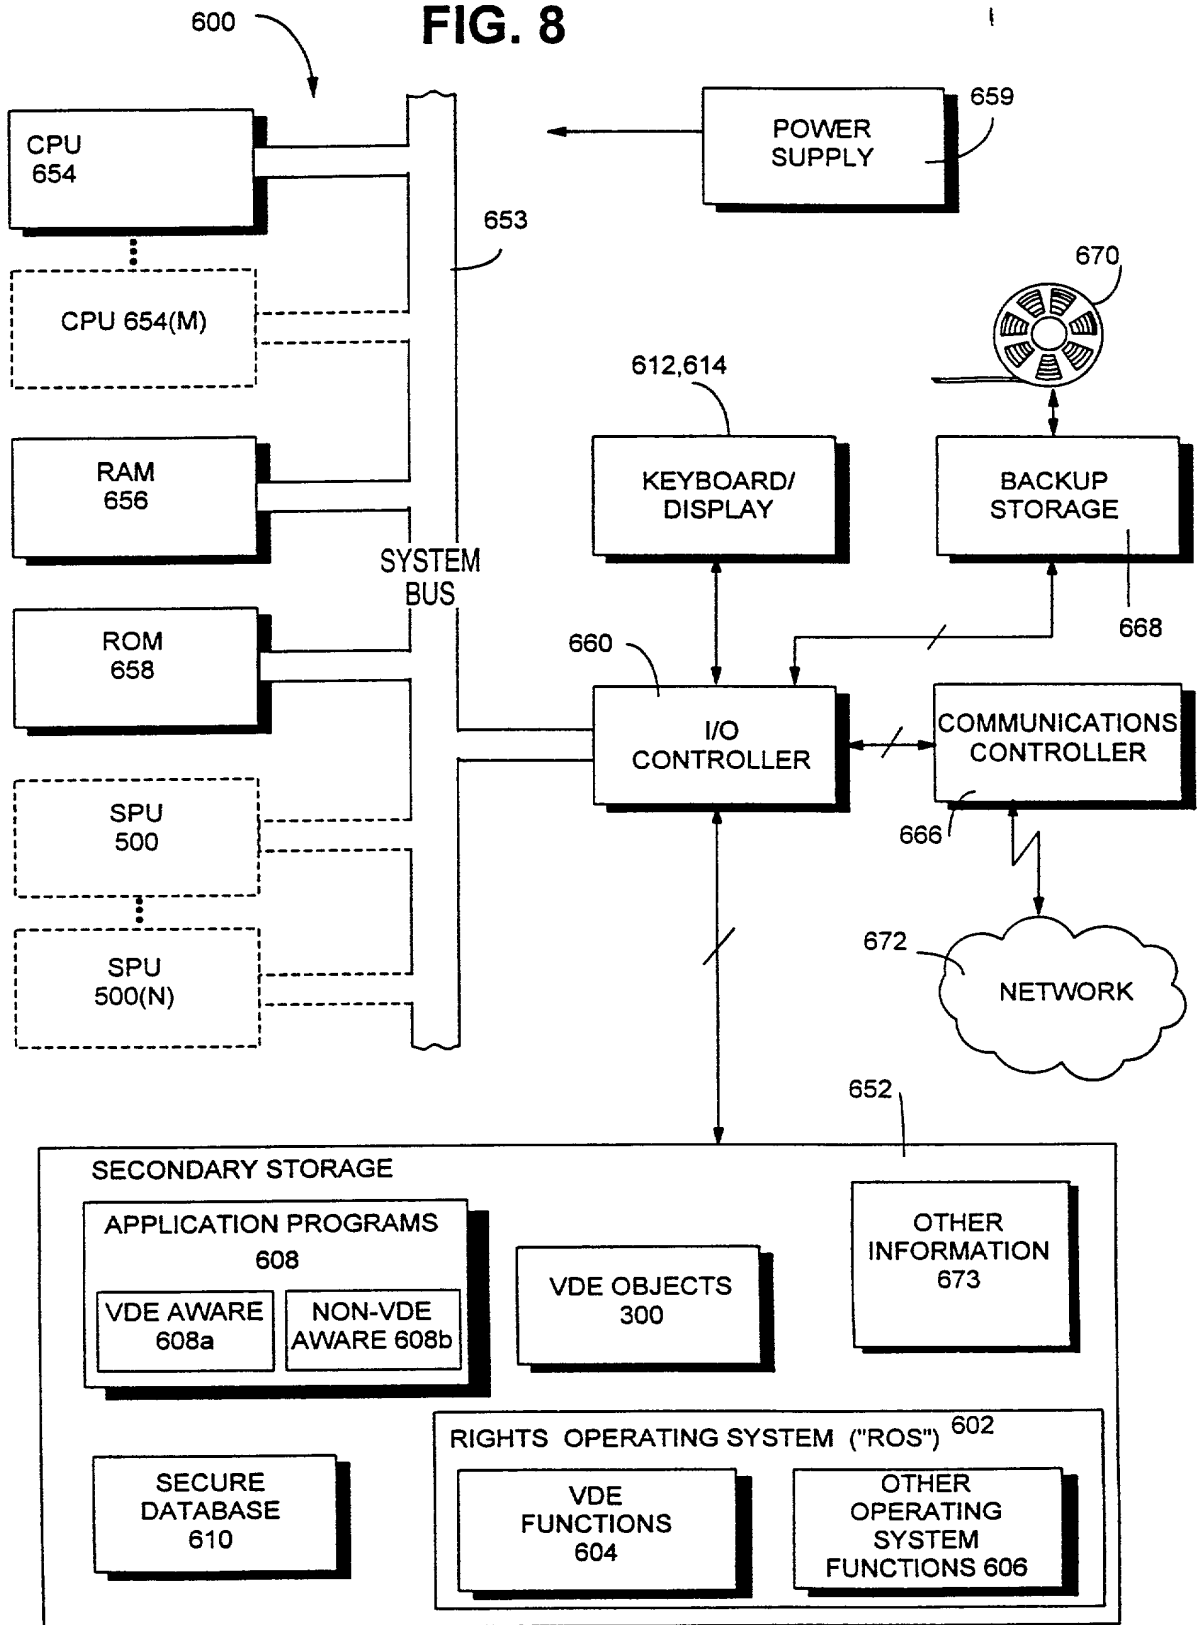 FIG. 8
600
CPU
654
POWER
SUPPLY
659
653
CPU 654(M)
670
612,614
RAM
656
KEYBOARD/
DISPLAY
BACKUP
STORAGE
668
SYSTEM
BUS
ROM
658
660
I/O
CONTROLLER
COMMUNICATIONS
CONTROLLER
666
SPU
500
SPU
500(N)
672
NETWORK
652
SECONDARY STORAGE
APPLICATION PROGRAMS
608
VDE AWARE
608a
NON-VDE
AWARE 608b
VDE OBJECTS
300
OTHER
INFORMATION
673
SECURE
DATABASE
610
RIGHTS OPERATING SYSTEM ("ROS") 602
VDE
FUNCTIONS
604
OTHER
OPERATING
SYSTEM
FUNCTIONS 606